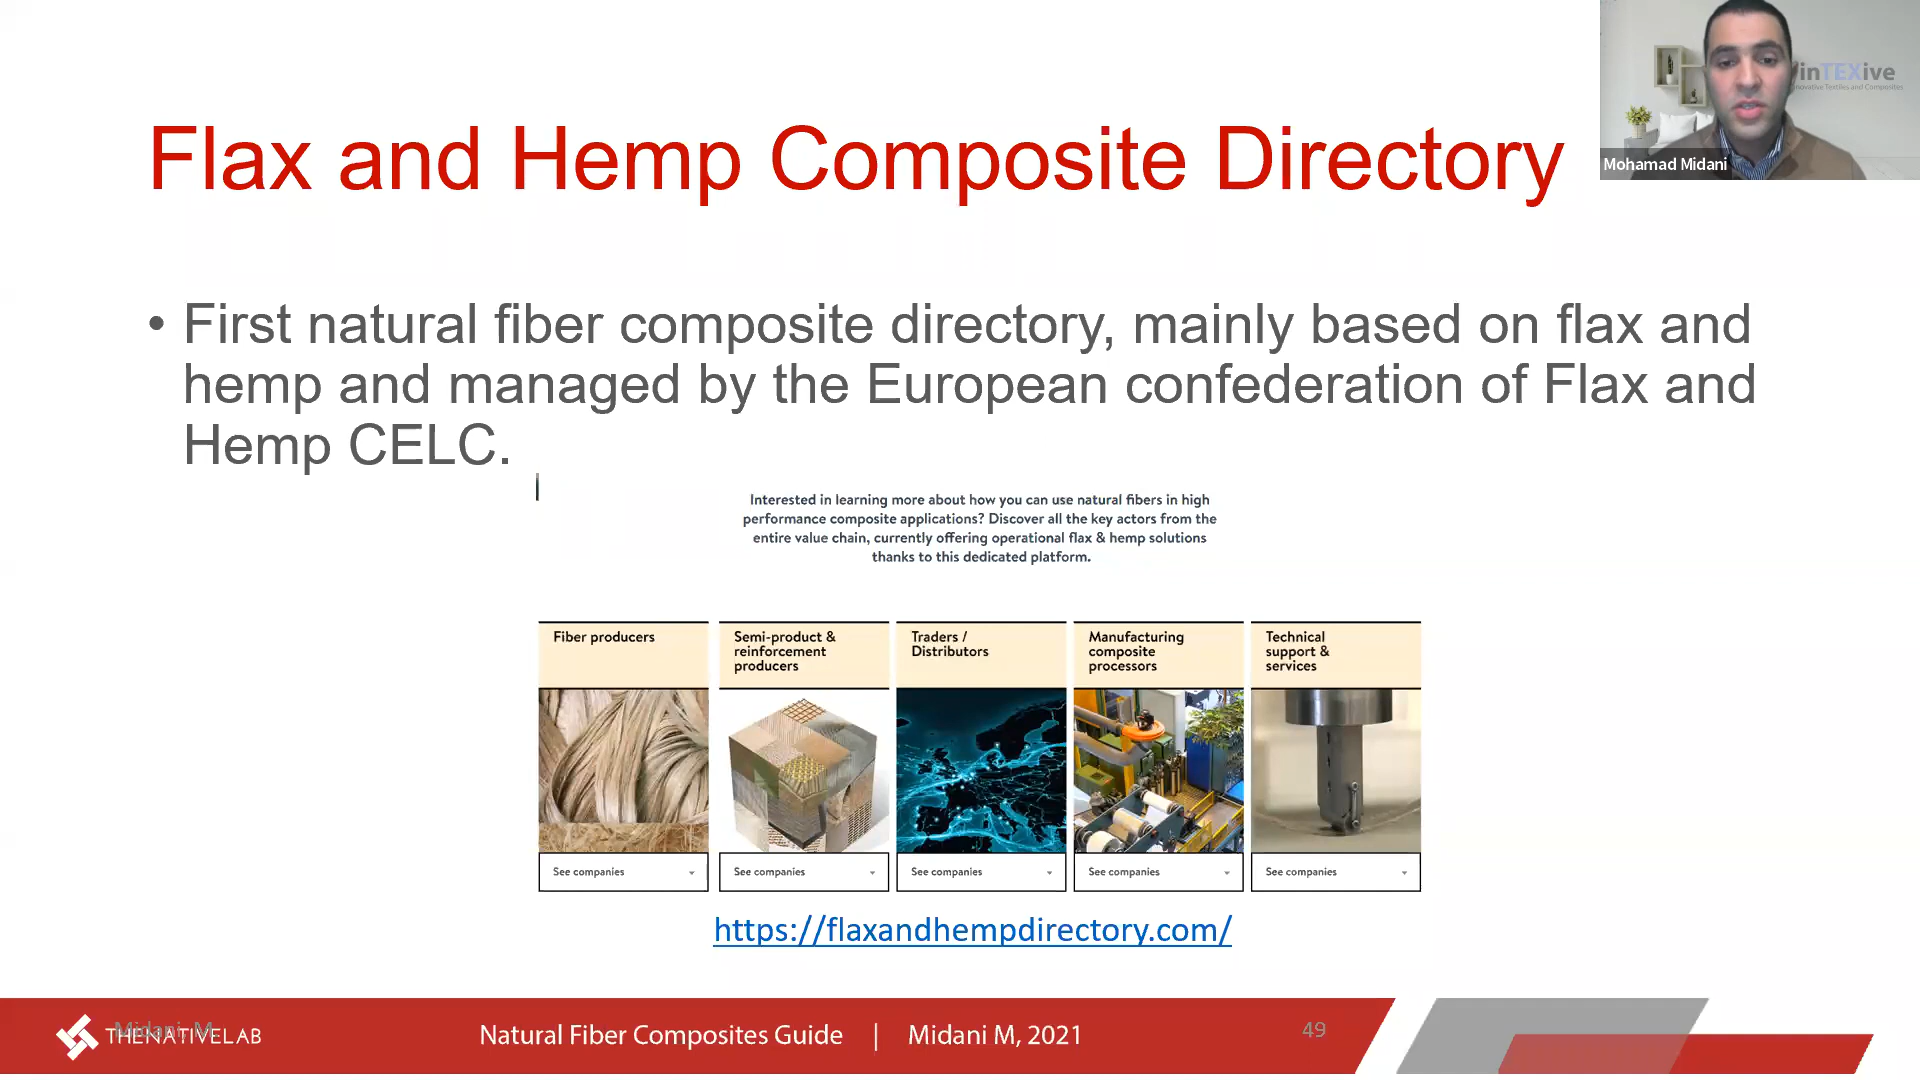 inTEXive
Innovative Textiles and Composites
Mohamad Midani
Flax and Hemp Composite Directory
• First natural fiber composite directory, mainly based on flax and
hemp and managed by the European confederation of Flax and
Hemp CELC.
Interested in learning more about how you can use natural fibers in high
performance composite applications? Discover all the key actors from the
entire value chain, currently offering operational flax & hemp solutions
thanks to this dedicated platform.
Fiber producers
Semi-product &
reinforcement
producers
Traders /
Distributors
Manufacturing
composite
processors
Technical
support &
services
See companies
See companies
See companies
See companies
See companies
https://flaxandhempdirectory.com/
Midani, M
THENATIVELAB
Natural Fiber Composites Guide | Midani M, 2021
49